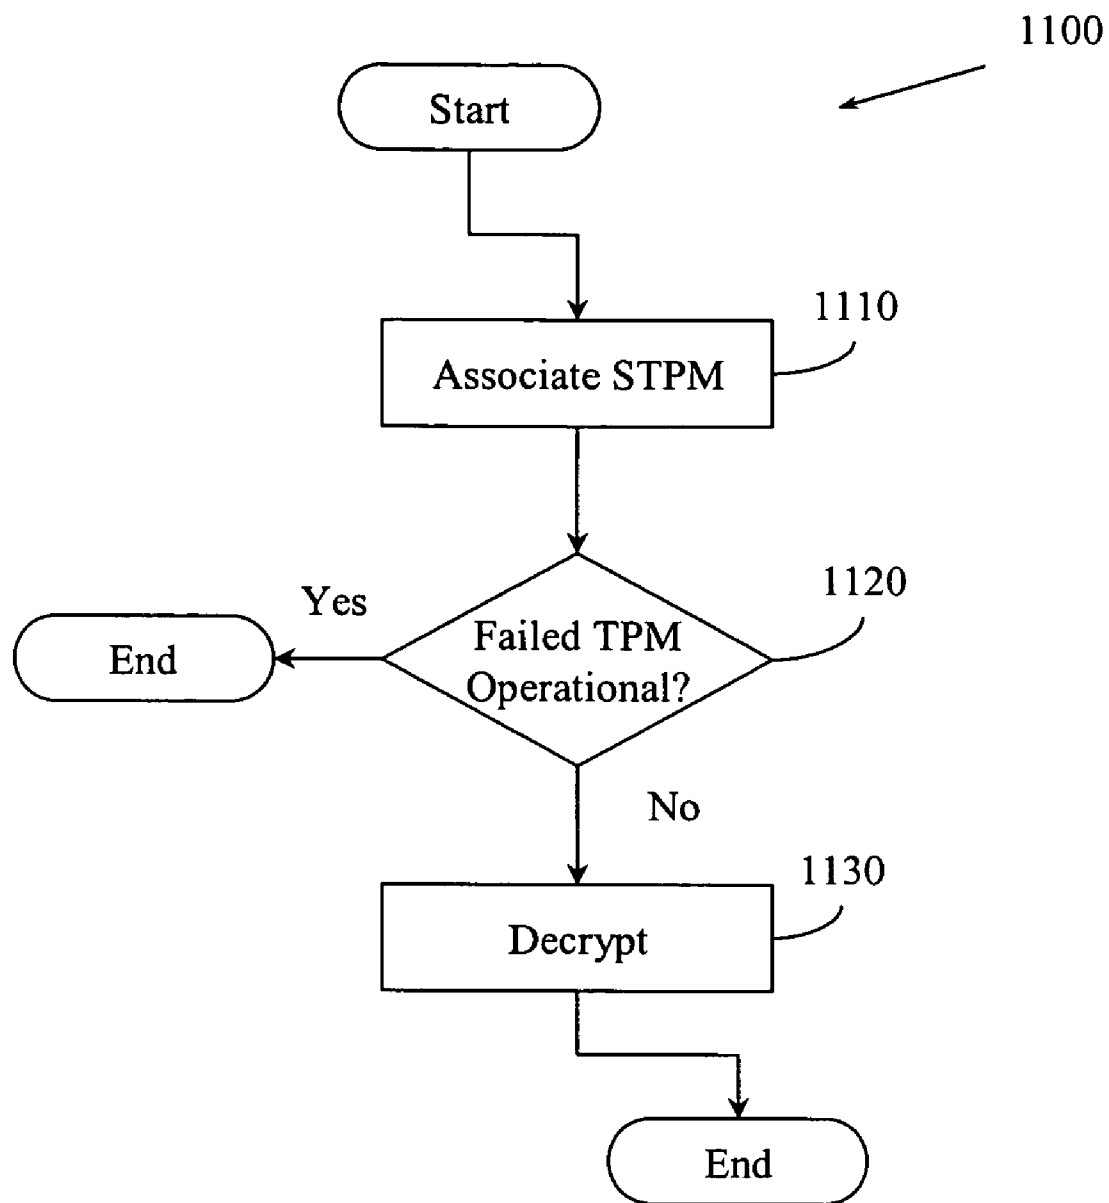 1100
Start
1110
Associate STPM
1120
Yes
Failed TPM
Operational?
End
No
1130
Decrypt
End